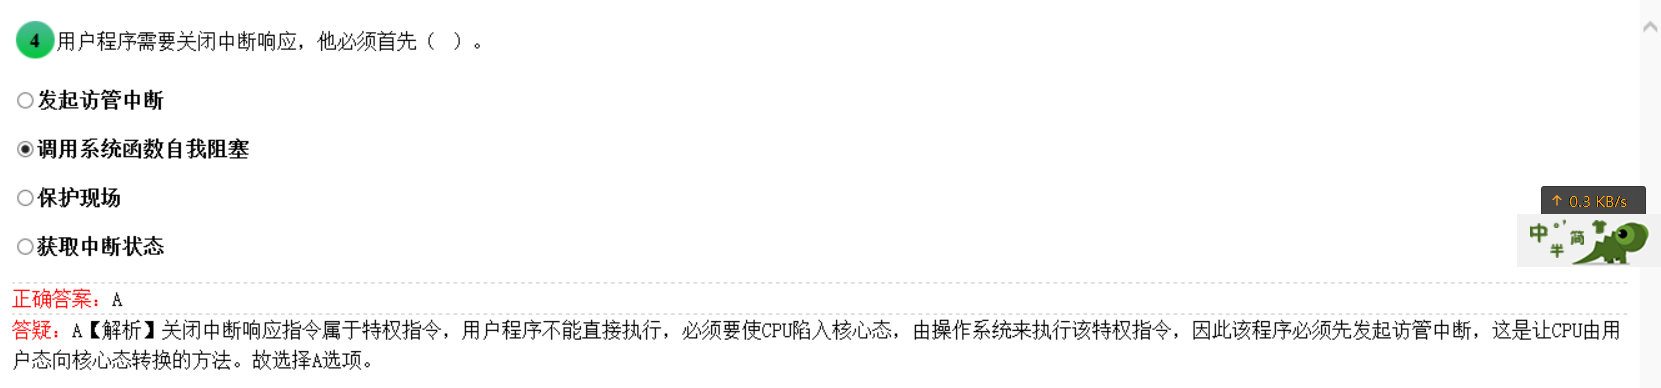 4 用户程序需要关闭中断响应，他必须首先（ ）。
发起访管中断
调用系统函数自我阻塞
保护现场
↑ 0.3 KB/s
中 °’ 简
半
获取中断状态
正确答案：A
答疑：A【解析】关闭中断响应指令属于特权指令，用户程序不能直接执行，必须要使CPU陷入核心态，由操作系统来执行该特权指令，因此该程序必须先发起访管中断，这是让CPU由用
户态向核心态转换的方法。故选择A选项。